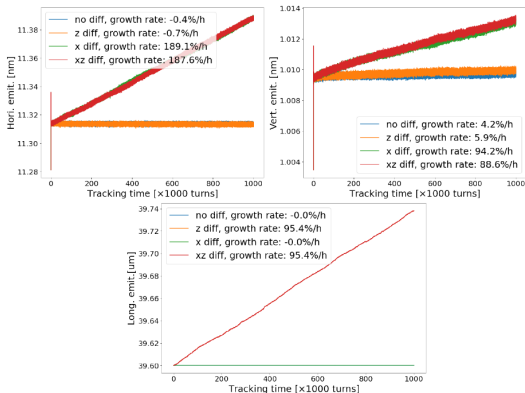 no diff, growth rate: -0.4%/h
z diff, growth rate: -0.7%/h
x diff, growth rate: 189.1%/h
xz diff, growth rate: 187.6%/h
Hori. emit. [nm]
11.38
11.36
11.34
11.32
11.30
11.28
0
200
400
600
800
1000
Tracking time [×1000 turns]
Vert. emit. [nm]
1.014
1.012
1.010
1.008
1.006
1.004
no diff, growth rate: 4.2%/h
z diff, growth rate: 5.9%/h
x diff, growth rate: 94.2%/h
xz diff, growth rate: 88.6%/h
0
200
400
600
800
1000
Tracking time [×1000 turns]
Long. emit.[um]
39.74
39.72
39.70
39.68
39.66
39.64
39.62
39.60
no diff, growth rate: -0.0%/h
z diff, growth rate: 95.4%/h
x diff, growth rate: -0.0%/h
xz diff, growth rate: 95.4%/h
0
200
400
600
800
1000
Tracking time [×1000 turns]